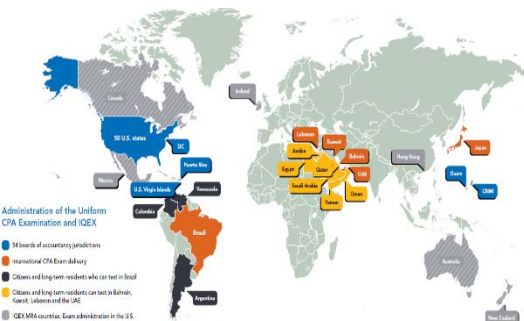 Canada
Ireland
50 U.S. states
DC
Mexico
Puerto Rico
U.S. Virgin Islands
Venezuela
Colombia
Brazil
Argentina
Lebanon
Kuwait
Jordan
Bahrain
Egypt
Qatar
UAE
Saudi Arabia
Oman
Yemen
Hong Kong
Japan
Guam
CNMI
Australia
New Zealand
Administration of the Uniform
CPA Examination and IQEX
54 boards of accountancy jurisdictions
International CPA Exam delivery
Citizens and long-term residents who can test in Brazil
Citizens and long-term residents can test in Bahrain,
Kuwait, Lebanon and the UAE
IQEX MRA countries. Exam administration in the U.S.